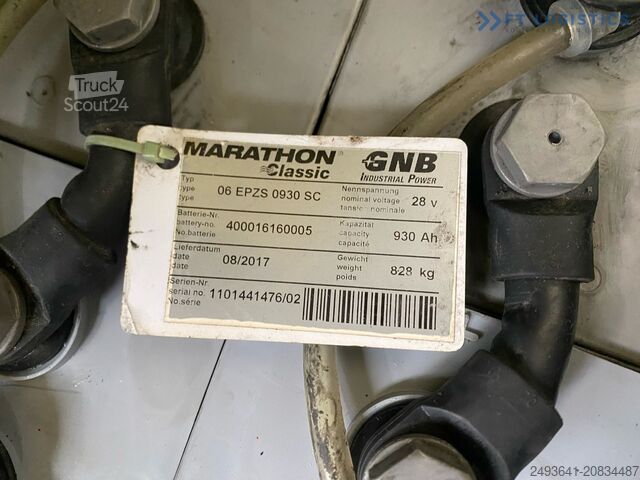 FT LOGISTICS
Truck
Scout24
MARATHON
Classic
GNB
INDUSTRIAL POWER
Typ
type
type
06 EPZS 0930 SC
Nennspannung
nominal voltage
tension nominale
28 v
Batterie-Nr.
battery-no.
No.batterie
400016160005
Kapazität
capacity
capacité
930 Ah
Lieferdatum
date
date
08/2017
Gewicht
weight
poids
828 kg
Serien-Nr
serial no.
No.série
1101441476/02
2493641-20834487